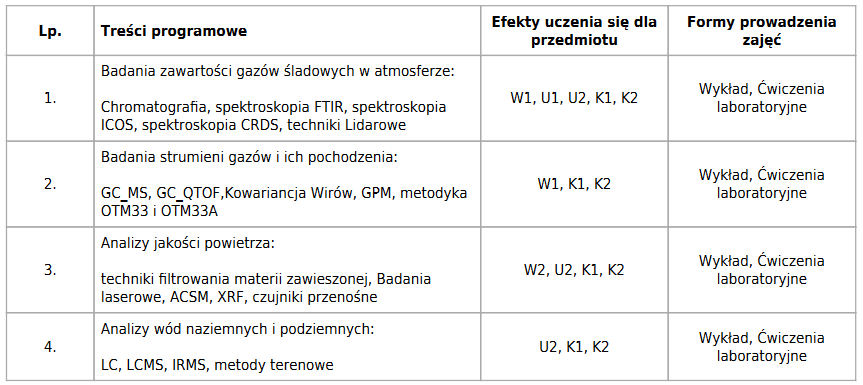 Lp.
Treści programowe
Efekty uczenia się dla
przedmiotu
Formy prowadzenia
zajęć
1.
Badania zawartości gazów śladowych w atmosferze:
Chromatografia, spektroskopia FTIR, spektroskopia
ICOS, spektroskopia CRDS, techniki Lidarowe
W1, U1, U2, K1, K2
Wykład, Ćwiczenia
laboratoryjne
2.
Badania strumieni gazów i ich pochodzenia:
GC_MS, GC_QTOF,Kowariancja Wirów, GPM, metodyka
OTM33 i OTM33A
W1, K1, K2
Wykład, Ćwiczenia
laboratoryjne
3.
Analizy jakości powietrza:
techniki filtrowania materii zawieszonej, Badania
laserowe, ACSM, XRF, czujniki przenośne
W2, U2, K1, K2
Wykład, Ćwiczenia
laboratoryjne
4.
Analizy wód naziemnych i podziemnych:
LC, LCMS, IRMS, metody terenowe
U2, K1, K2
Wykład, Ćwiczenia
laboratoryjne